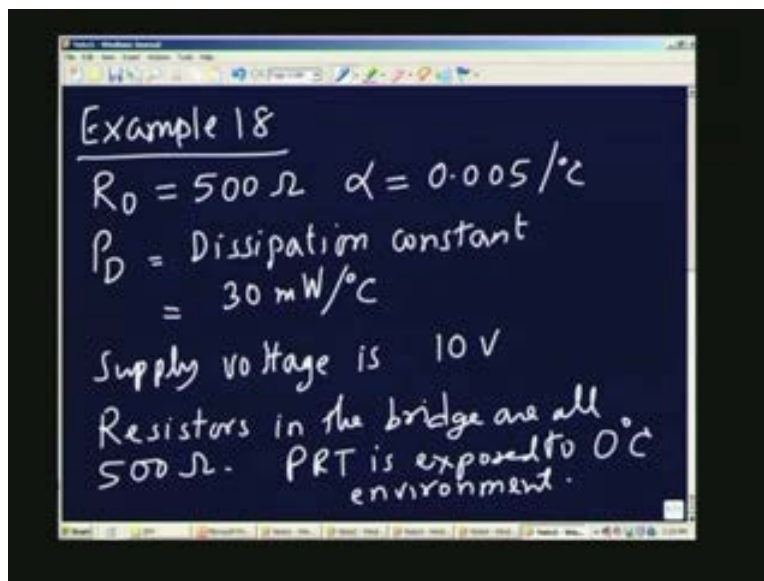 Example 18
R₀ = 500 Ω α = 0.005/°C
P_D = Dissipation constant
= 30 mW/°C
Supply voltage is 10 V
Resistors in the bridge are all
500 Ω. PRT is exposed to 0°C
environment.